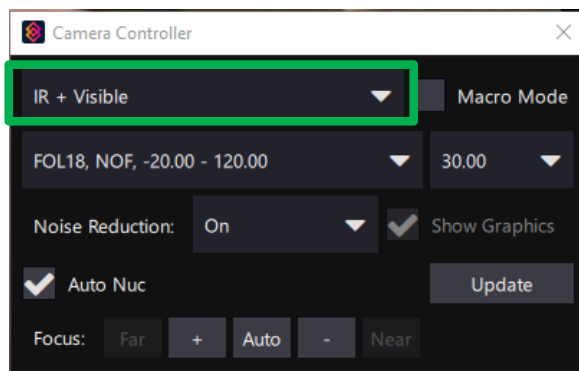 Camera Controller
IR + Visible Macro Mode
FOL18, NOF, -20.00 - 120.00 30.00
Noise Reduction: On Show Graphics
Auto Nuc Update
Focus: Far + Auto - Near